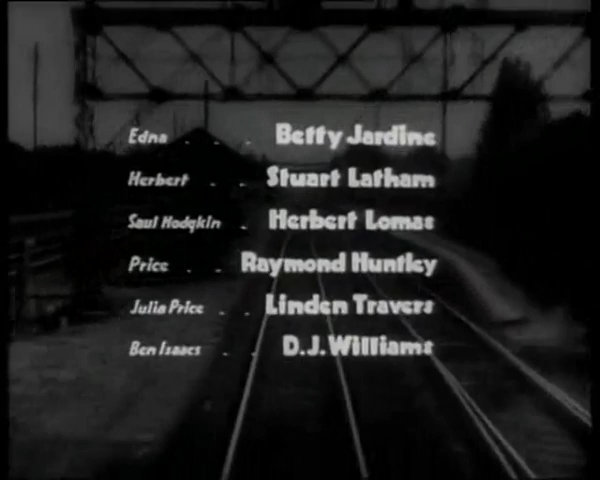 Edna . . . Betty Jardine
Herbert . . Stuart Latham
Saul Hodgkin . Herbert Lomas
Price . . Raymond Huntley
Julia Price . . Linden Travers
Ben Isaacs . . D.J. Williams